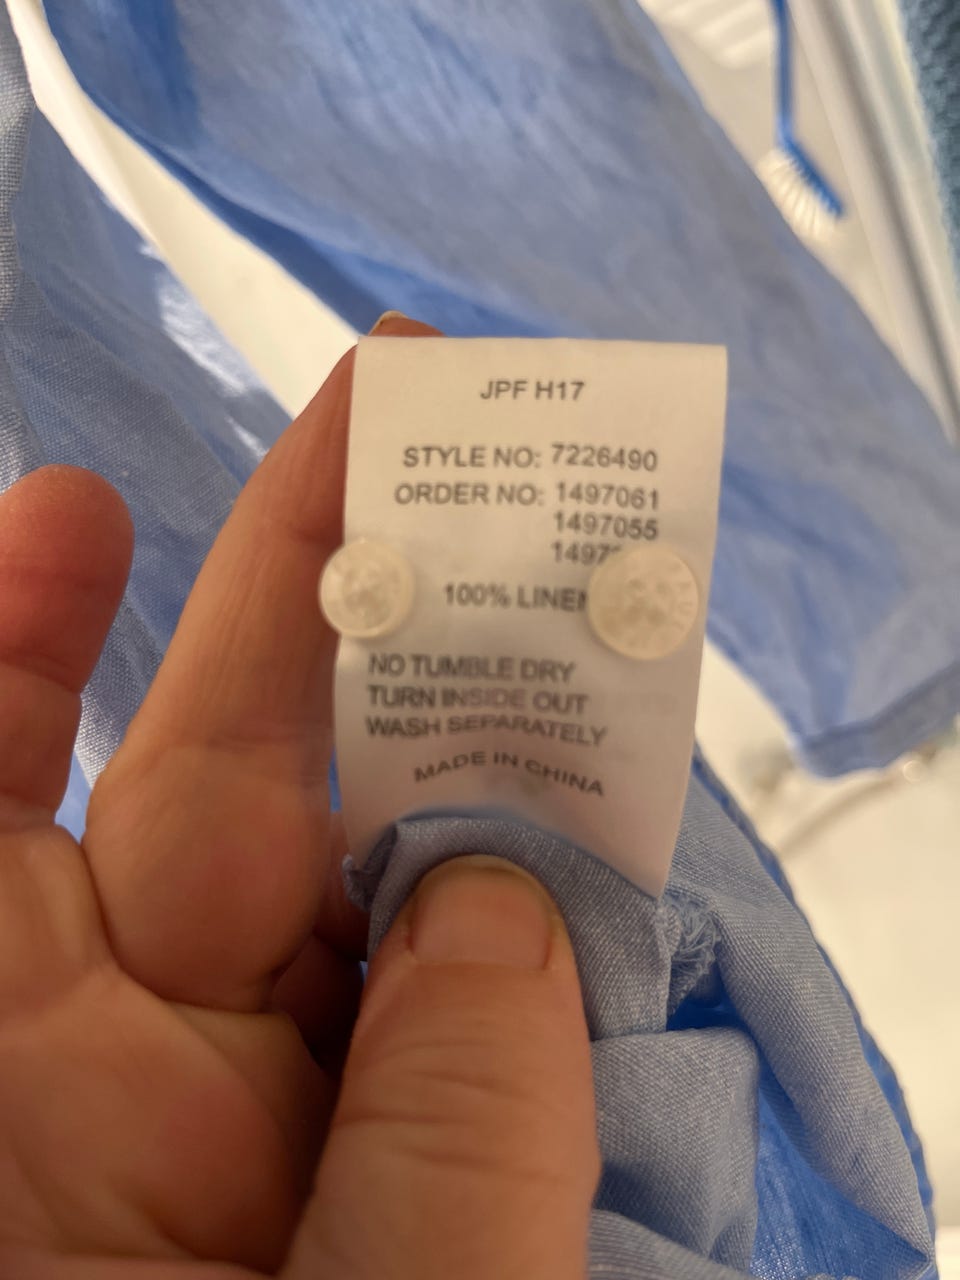 JPF H17
STYLE NO: 7226490
ORDER NO: 1497061
1497055
100% LINEN
NO TUMBLE DRY
TURN INSIDE OUT
WASH SEPARATELY
MADE IN CHINA